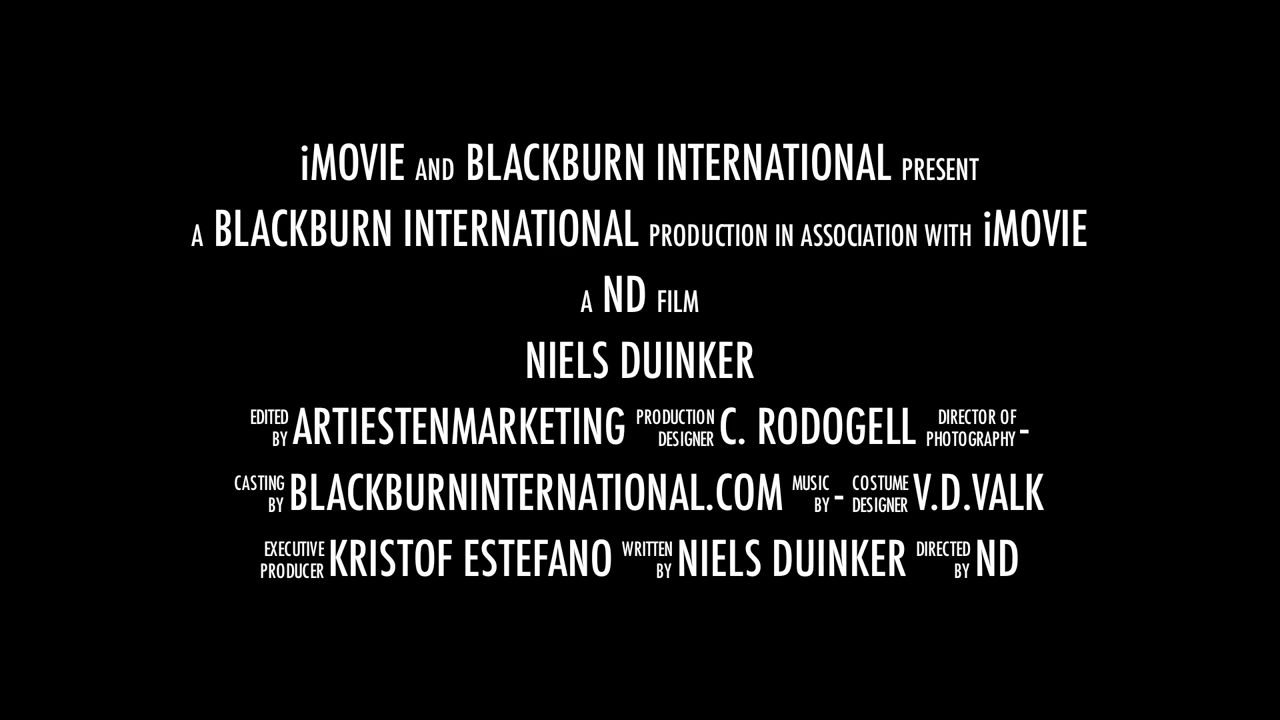 iMOVIE AND BLACKBURN INTERNATIONAL PRESENT
A BLACKBURN INTERNATIONAL PRODUCTION IN ASSOCIATION WITH iMOVIE
A ND FILM
NIELS DUINKER
EDITED BY ARTIESTENMARKETING PRODUCTION DESIGNER C. RODOGELL DIRECTOR OF PHOTOGRAPHY -
CASTING BY BLACKBURNINTERNATIONAL.COM MUSIC BY - COSTUME DESIGNER V.D.VALK
EXECUTIVE PRODUCER KRISTOF ESTEFANO WRITTEN BY NIELS DUINKER DIRECTED BY ND